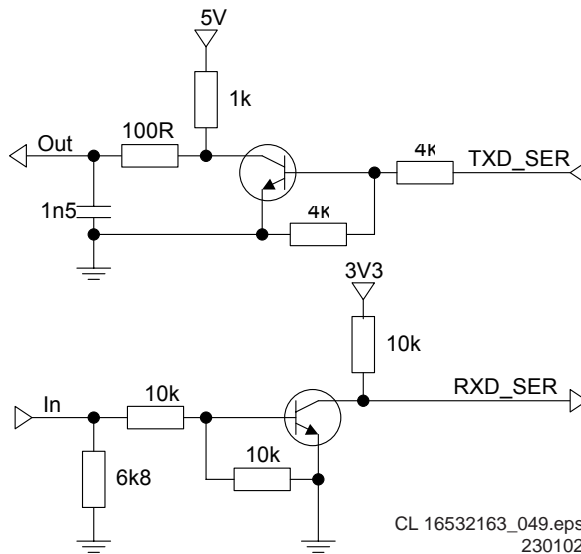 5V
1k
Out
100R
4k
TXD_SER
1n5
4k
3V3
10k
In
10k
RXD_SER
6k8
10k
CL 16532163_049.eps
230102